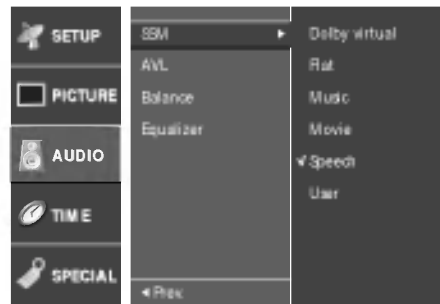 SETUP
PICTURE
AUDIO
TIME
SPECIAL
SSM
AVL
Balance
Equalizer
Prev.
Dolby virtual
Flat
Music
Movie
Speech
User